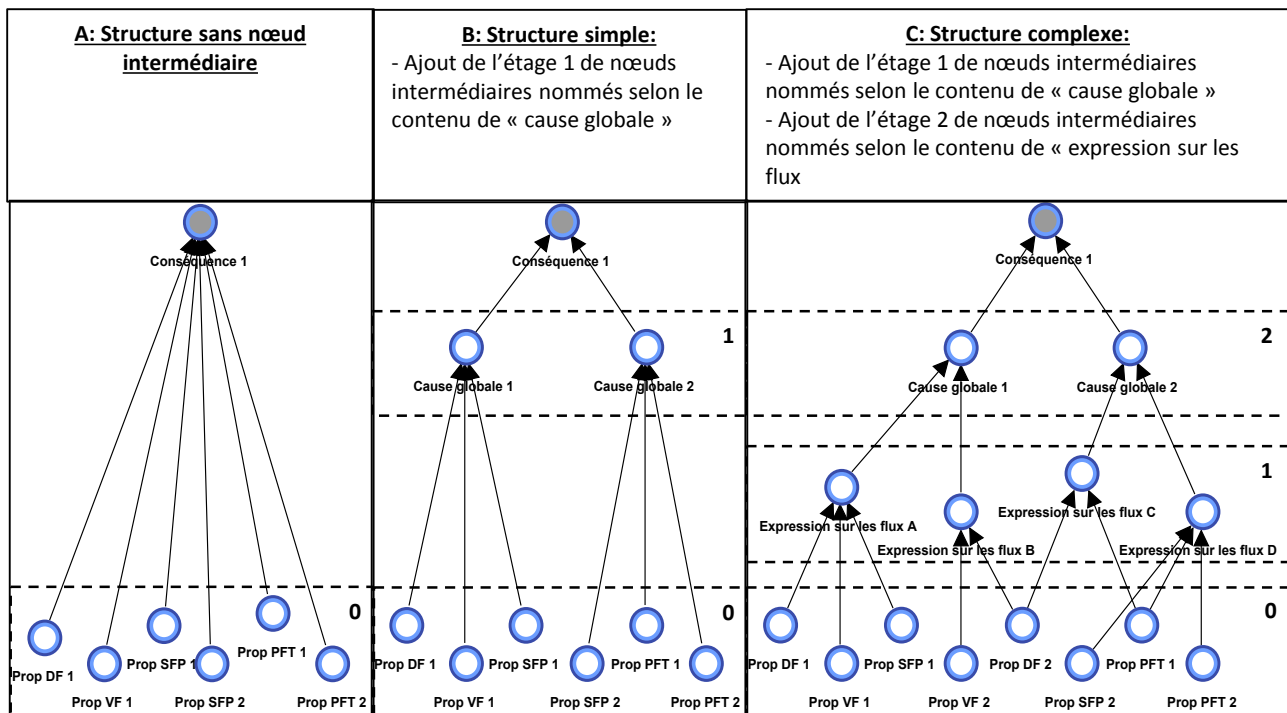 A: Structure sans nœud
intermédiaire
B: Structure simple:
- Ajout de l’étage 1 de nœuds
intermédiaires nommés selon le
contenu de « cause globale »
C: Structure complexe:
- Ajout de l’étage 1 de nœuds intermédiaires
nommés selon le contenu de « cause globale »
- Ajout de l’étage 2 de nœuds intermédiaires
nommés selon le contenu de « expression sur les
flux
Conséquence 1
0
Prop DF 1
Prop VF 1
Prop SFP 1
Prop SFP 2
Prop PFT 1
Prop PFT 2
Conséquence 1
1
Cause globale 1
Cause globale 2
0
Prop DF 1
Prop VF 1
Prop SFP 1
Prop SFP 2
Prop PFT 1
Prop PFT 2
Conséquence 1
2
Cause globale 1
Cause globale 2
1
Expression sur les flux A
Expression sur les flux B
Expression sur les flux C
Expression sur les flux D
0
Prop DF 1
Prop VF 1
Prop SFP 1
Prop VF 2
Prop DF 2
Prop SFP 2
Prop PFT 1
Prop PFT 2